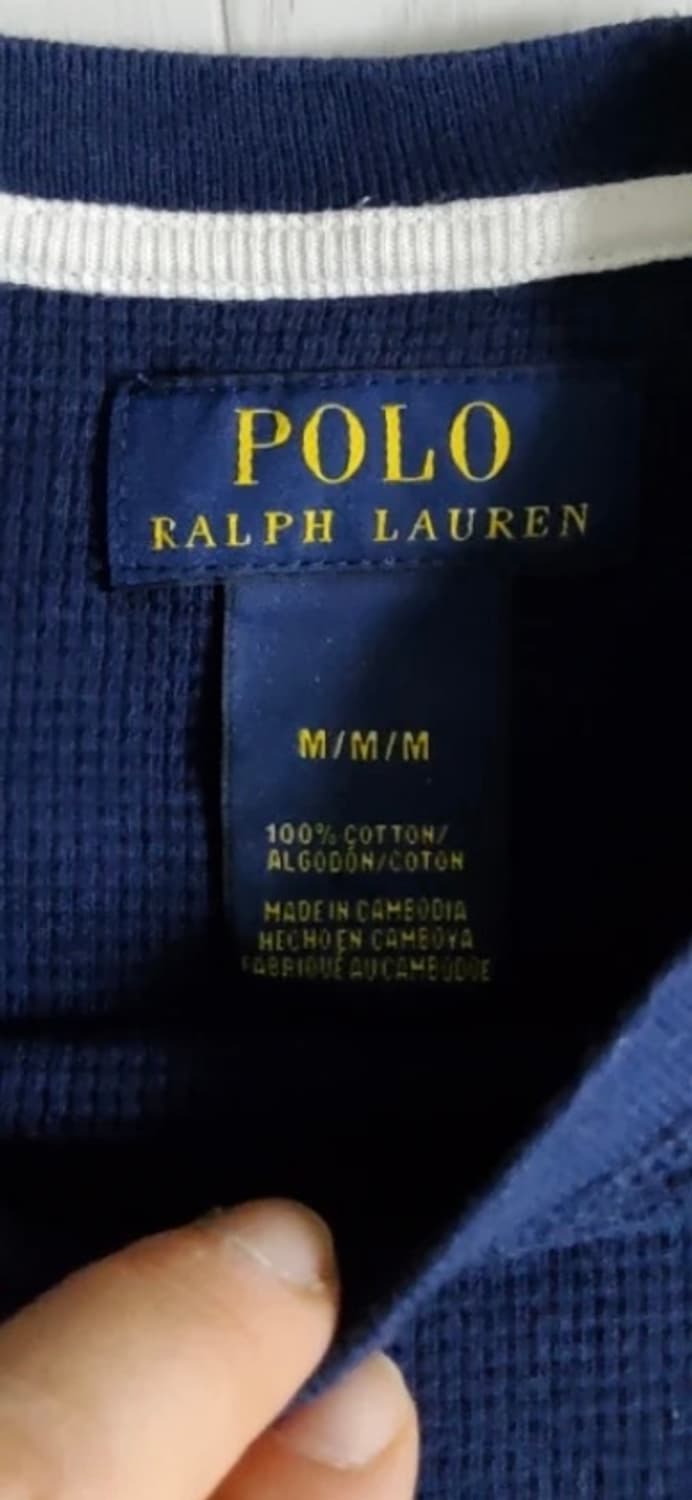 POLO
RALPH LAUREN
M/M/M
100% COTTON/
ALGODÓN/COTON
MADE IN CAMBODIA
HECHO EN CAMBOYA
FABRIQUÉ AU CAMBODGE